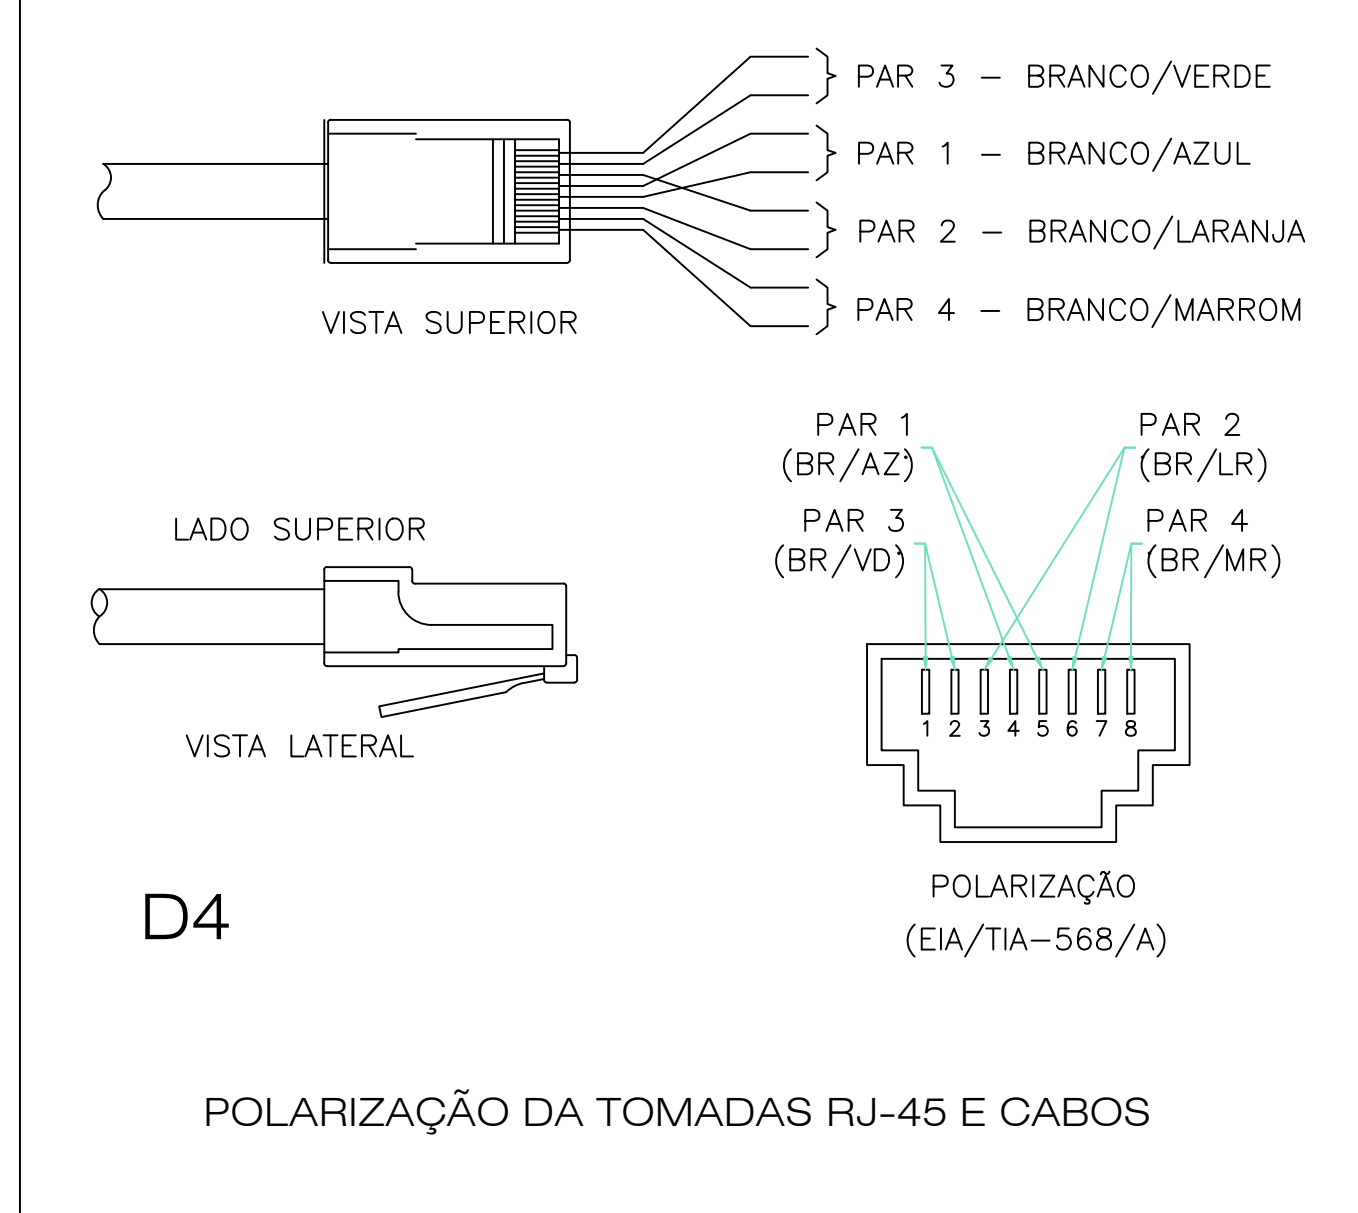 PAR 3 - BRANCO/VERDE
PAR 1 - BRANCO/AZUL
PAR 2 - BRANCO/LARANJA
PAR 4 - BRANCO/MARROM
VISTA SUPERIOR
PAR 1
(BR/AZ)
PAR 2
(BR/LR)
PAR 3
(BR/VD)
PAR 4
(BR/MR)
LADO SUPERIOR
VISTA LATERAL
1 2 3 4 5 6 7 8
POLARIZAÇÃO
(EIA/TIA-568/A)
D4
POLARIZAÇÃO DA TOMADAS RJ-45 E CABOS